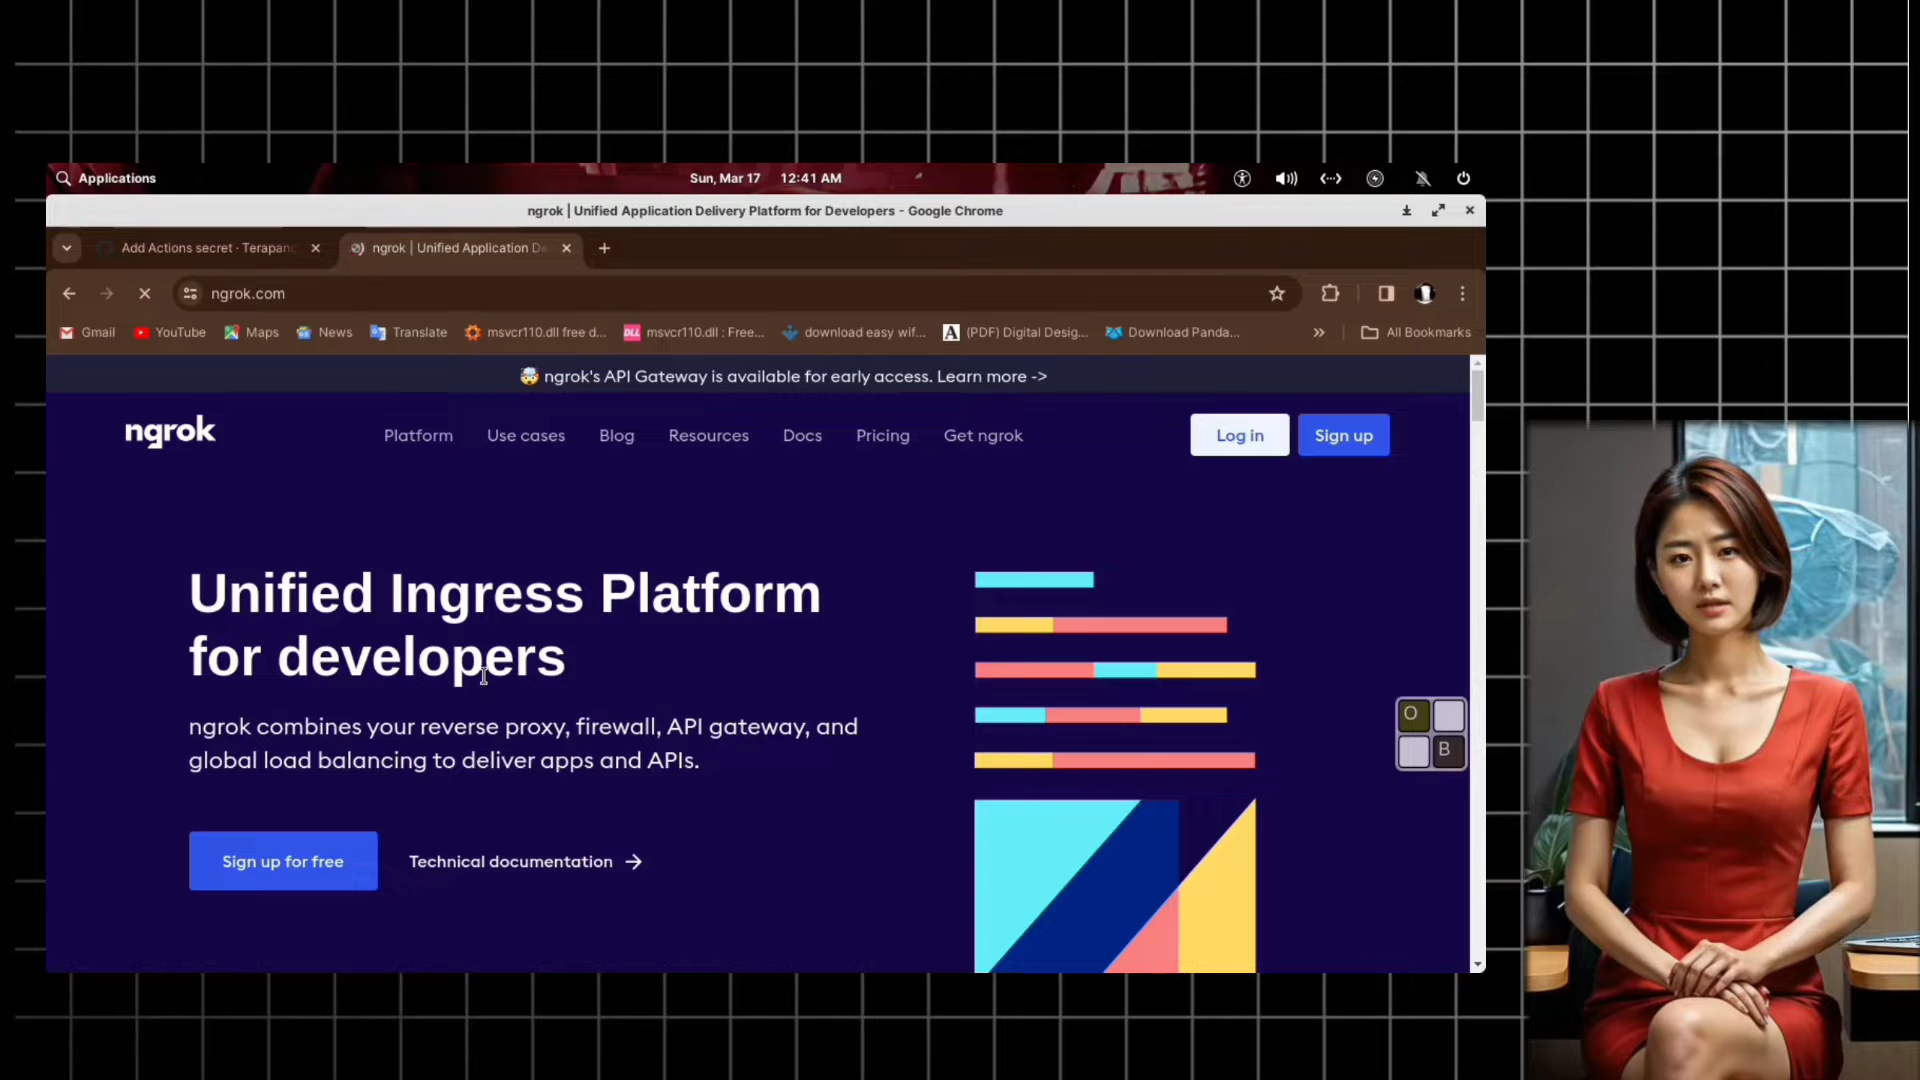 Applications
Sun, Mar 17 12:41 AM
ngrok | Unified Application Delivery Platform for Developers - Google Chrome
Add Actions secret · Terapan
ngrok | Unified Application D
ngrok.com
Gmail
YouTube
Maps
News
Translate
msvcr110.dll free d...
DLL
msvcr110.dll : Free...
download easy wif...
A
(PDF) Digital Desig...
Download Panda...
All Bookmarks
🤯 ngrok's API Gateway is available for early access. Learn more ->
ngrok
Platform
Use cases
Blog
Resources
Docs
Pricing
Get ngrok
Log in
Sign up
Unified Ingress Platform
for developers
ngrok combines your reverse proxy, firewall, API gateway, and
global load balancing to deliver apps and APIs.
Sign up for free
Technical documentation →
O
B